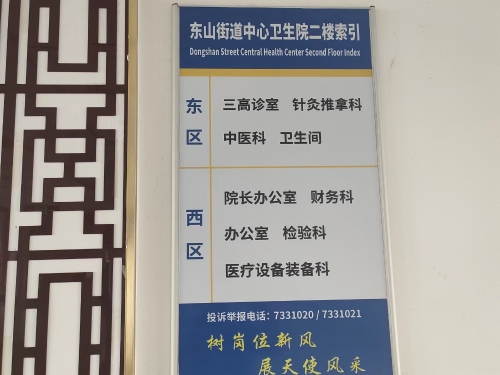 东山街道中心卫生院二楼索引
Dongshan Street Central Health Center Second Floor Index
东区
三高诊室 针灸推拿科
中医科 卫生间
西区
院长办公室 财务科
办公室 检验科
医疗设备装备科
投诉举报电话：7331020 / 7331021
树岗位新风
展天使风采